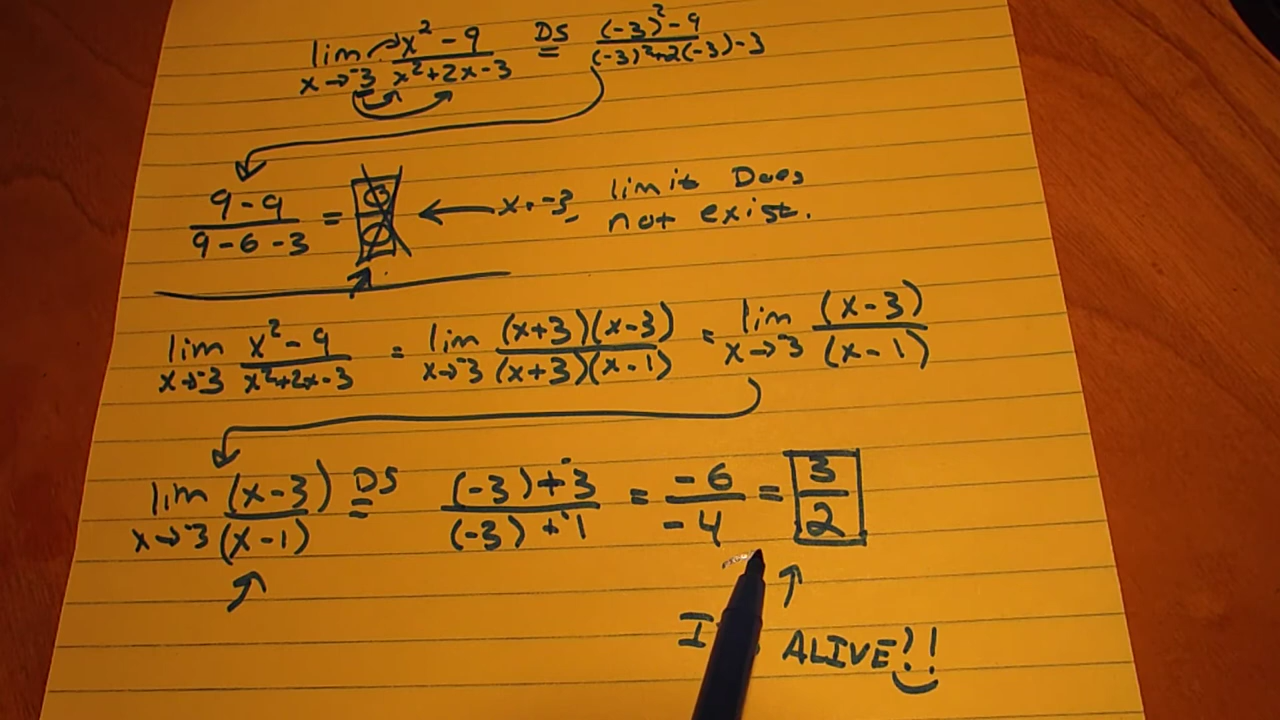 lim x→-3 x²-9 / x²+2x-3 DS = (-3)²-9 / (-3)²+2(-3)-3
9-9 / 9-6-3 = 0/0 ← x→-3, limit Does not exist.
lim x→-3 x²-9 / x²+2x-3 = lim x→-3 (x+3)(x-3) / (x+3)(x-1) = lim x→-3 (x-3) / (x-1)
lim x→-3 (x-3) / (x-1) DS = (-3)+-3 / (-3)+-1 = -6 / -4 = 3/2
ALIVE?!